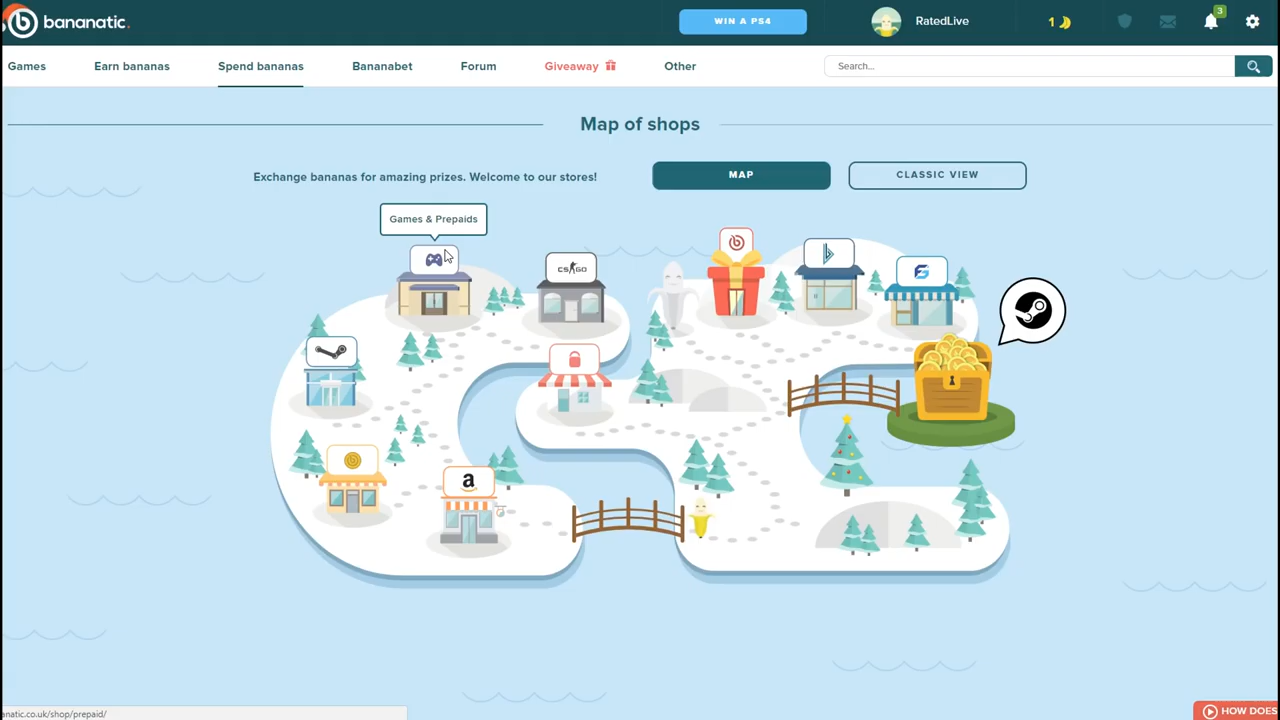 bananatic.
WIN A PS4
RatedLive
1
3
Games
Earn bananas
Spend bananas
Bananabet
Forum
Giveaway
Other
Search...
Map of shops
Exchange bananas for amazing prizes. Welcome to our stores!
MAP
CLASSIC VIEW
Games & Prepaids
CS GO
a
anatic.co.uk/shop/prepaid/
HOW DOES